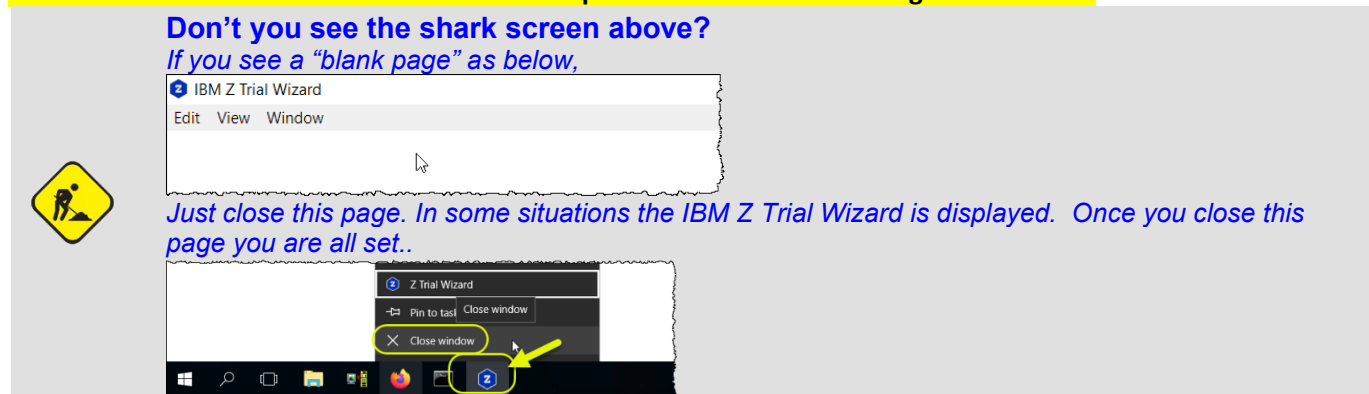 Don’t you see the shark screen above?
If you see a “blank page” as below,
IBM Z Trial Wizard
Edit View Window
Just close this page. In some situations the IBM Z Trial Wizard is displayed. Once you close this
page you are all set..
Z Trial Wizard
Pin to tas
Close window
Close window